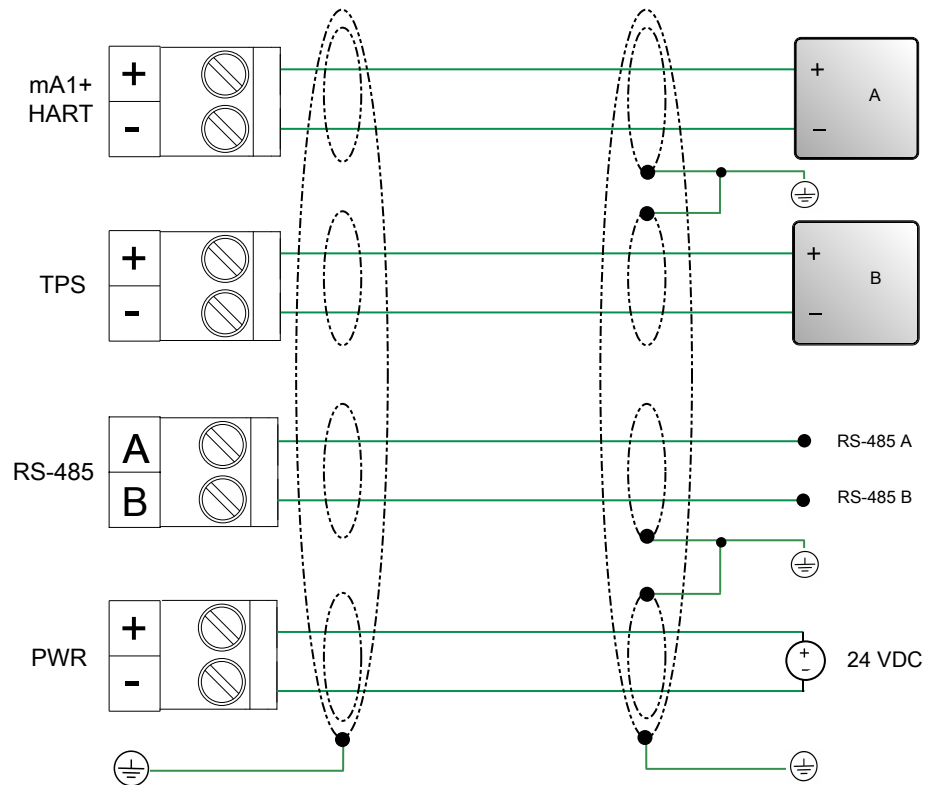 mA1+
HART
+
-
+
–
A
TPS
+
-
+
–
B
RS-485
A
B
RS-485 A
RS-485 B
PWR
+
-
+
–
24 VDC